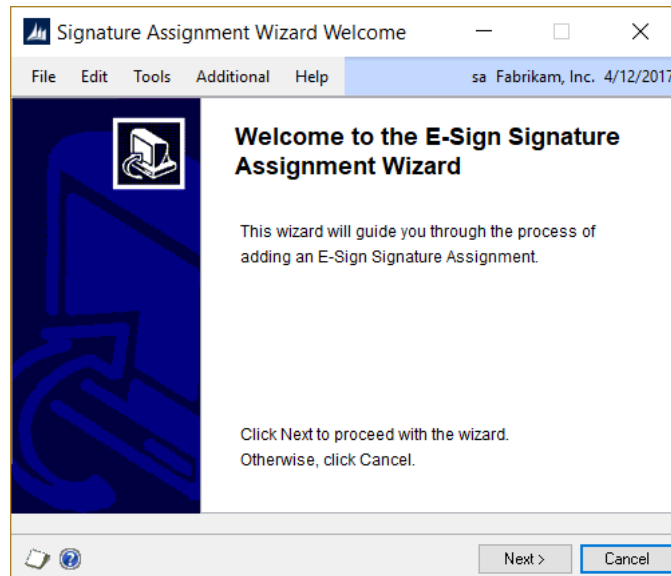 Signature Assignment Wizard Welcome
File Edit Tools Additional Help sa Fabrikam, Inc. 4/12/2017
Welcome to the E-Sign Signature
Assignment Wizard
This wizard will guide you through the process of
adding an E-Sign Signature Assignment.
Click Next to proceed with the wizard.
Otherwise, click Cancel.
Next > Cancel